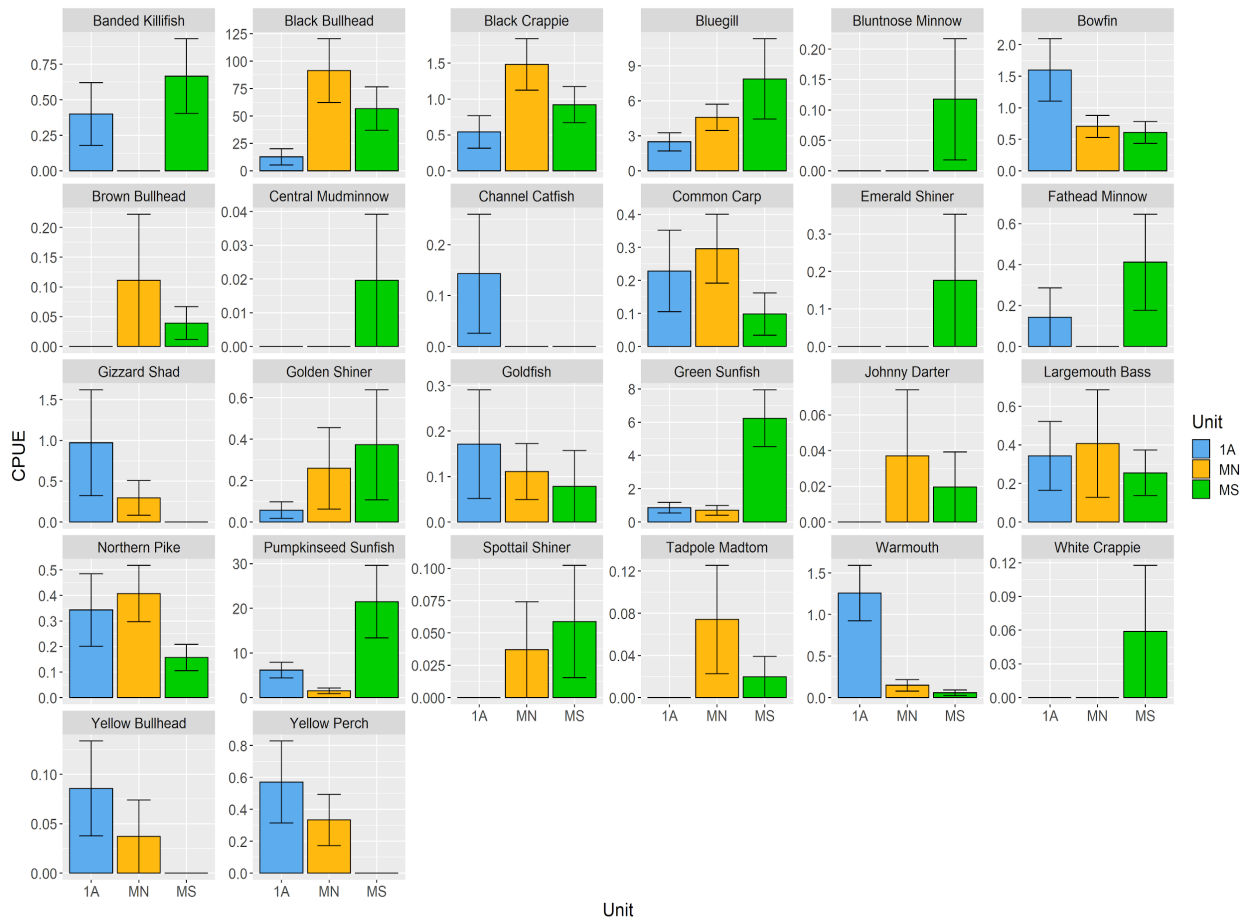 Banded Killifish Black Bullhead Black Crappie Bluegill Bluntnose Minnow Bowfin
0.75 0.50 0.25 0.00
125 100 75 50 25 0
1.5 1.0 0.5 0.0
9 6 3 0
0.20 0.15 0.10 0.05 0.00
2.0 1.5 1.0 0.5 0.0
Brown Bullhead Central Mudminnow Channel Catfish Common Carp Emerald Shiner Fathead Minnow
0.20 0.15 0.10 0.05 0.00
0.04 0.03 0.02 0.01 0.00
0.2 0.1 0.0
0.4 0.3 0.2 0.1 0.0
0.3 0.2 0.1 0.0
0.6 0.4 0.2 0.0
Gizzard Shad Golden Shiner Goldfish Green Sunfish Johnny Darter Largemouth Bass
1.5 1.0 0.5 0.0
0.6 0.4 0.2 0.0
0.3 0.2 0.1 0.0
8 6 4 2 0
0.06 0.04 0.02 0.00
0.6 0.4 0.2 0.0
CPUE
Unit
1A
MN
MS
Northern Pike Pumpkinseed Sunfish Spottail Shiner Tadpole Madtom Warmouth White Crappie
0.5 0.4 0.3 0.2 0.1 0.0
30 20 10 0
0.100 0.075 0.050 0.025 0.000
0.12 0.08 0.04 0.00
1.5 1.0 0.5 0.0
0.12 0.09 0.06 0.03 0.00
1A MN MS 1A MN MS 1A MN MS 1A MN MS
Yellow Bullhead Yellow Perch
0.10 0.05 0.00
0.8 0.6 0.4 0.2 0.0
1A MN MS 1A MN MS
Unit